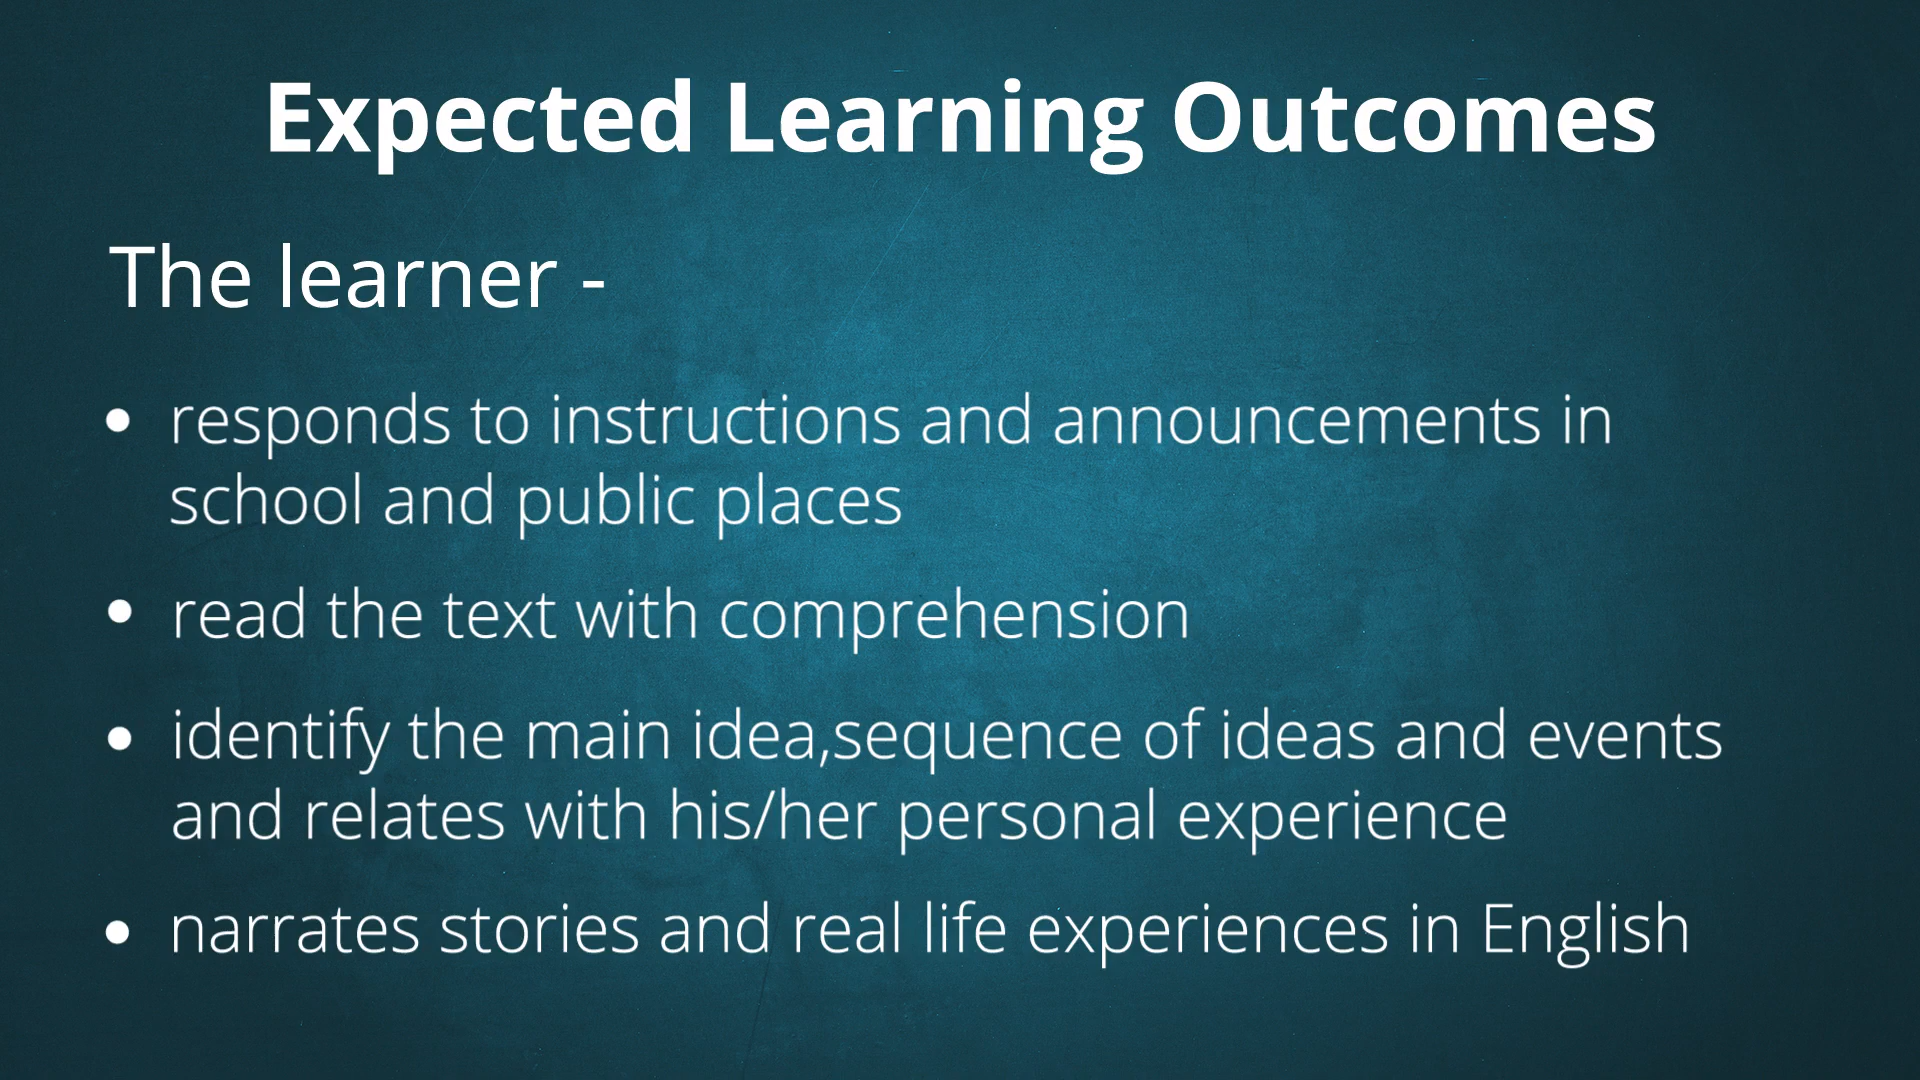 Expected Learning Outcomes
The learner -
• responds to instructions and announcements in
school and public places
• read the text with comprehension
• identify the main idea,sequence of ideas and events
and relates with his/her personal experience
• narrates stories and real life experiences in English